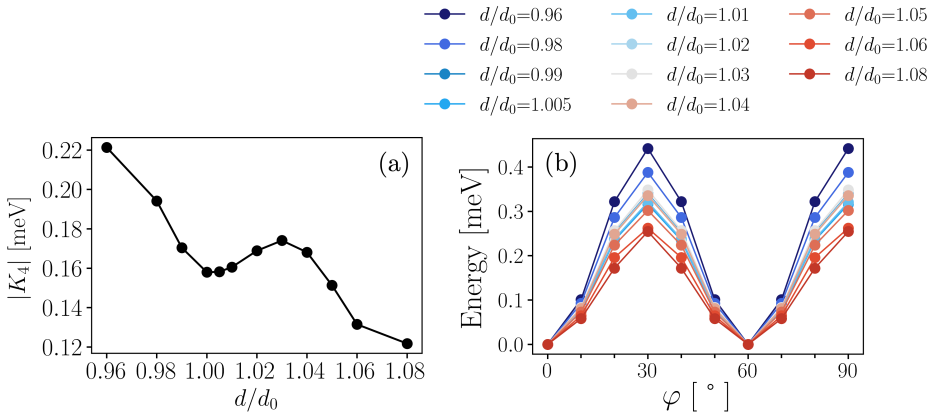 d/d₀=0.96 d/d₀=1.01 d/d₀=1.05
d/d₀=0.98 d/d₀=1.02 d/d₀=1.06
d/d₀=0.99 d/d₀=1.03 d/d₀=1.08
d/d₀=1.005 d/d₀=1.04
(a)
|K₄| [meV]
0.22
0.20
0.18
0.16
0.14
0.12
0.96 0.98 1.00 1.02 1.04 1.06 1.08
d/d₀
(b)
Energy [meV]
0.4
0.3
0.2
0.1
0.0
0 30 60 90
φ [ ° ]